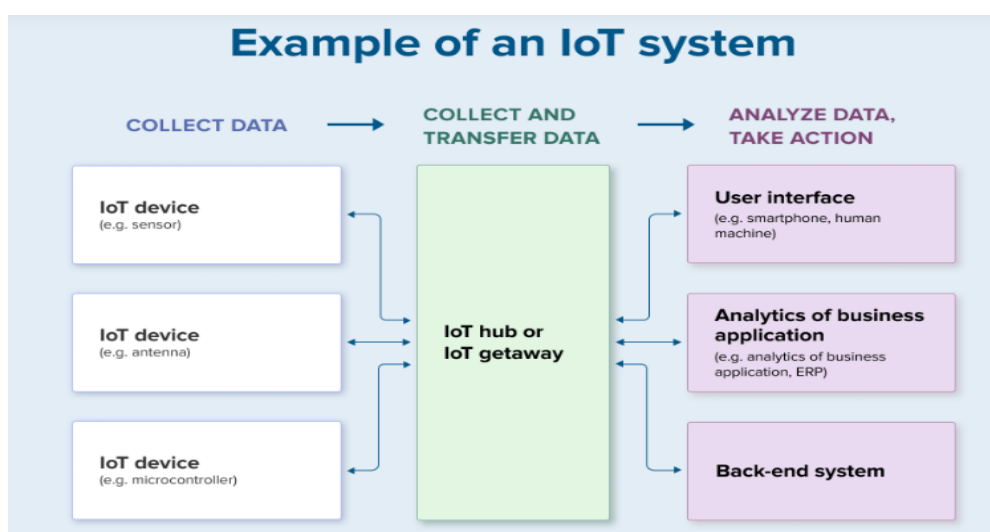 Example of an IoT system
COLLECT DATA
COLLECT AND
TRANSFER DATA
ANALYZE DATA,
TAKE ACTION
IoT device
(e.g. sensor)
IoT device
(e.g. antenna)
IoT device
(e.g. microcontroller)
IoT hub or
IoT getaway
User interface
(e.g. smartphone, human
machine)
Analytics of business
application
(e.g. analytics of business
application, ERP)
Back-end system